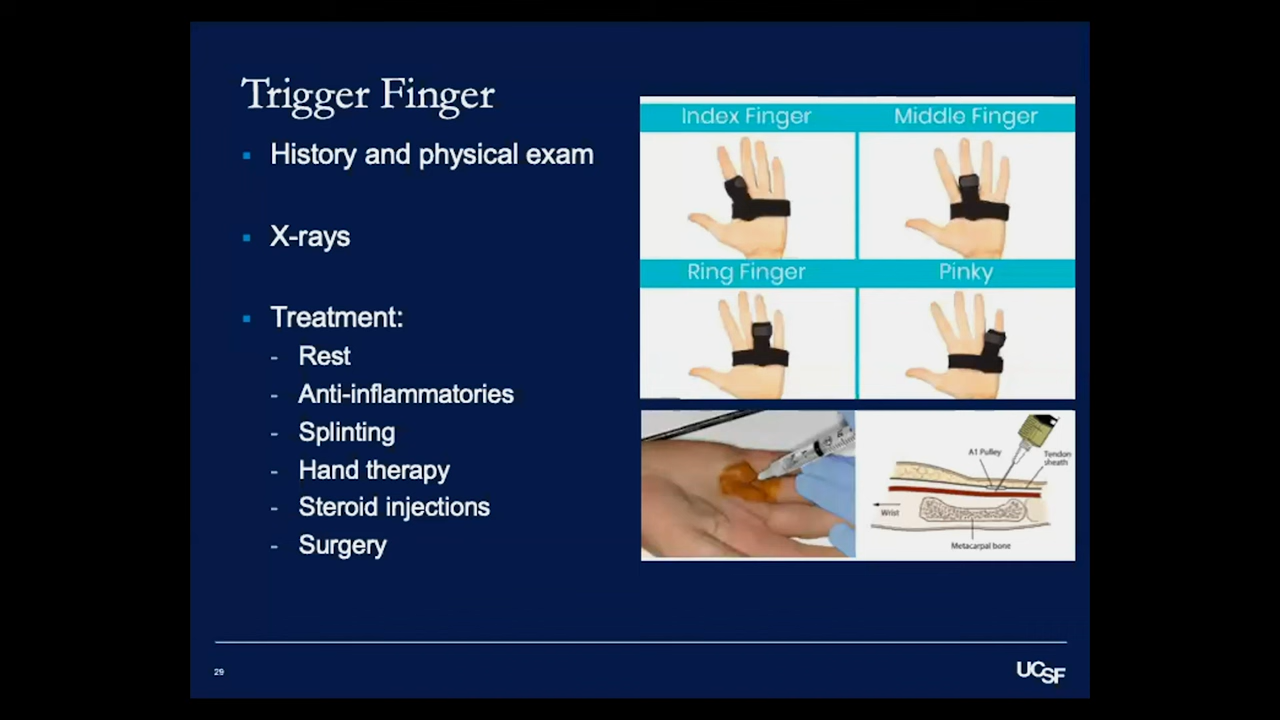 Trigger Finger
History and physical exam
X-rays
Treatment:
- Rest
- Anti-inflammatories
- Splinting
- Hand therapy
- Steroid injections
- Surgery
Index Finger
Middle Finger
Ring Finger
Pinky
A1 Pulley
Tendon
sheath
Wrist
Metacarpal bone
29
UCSF